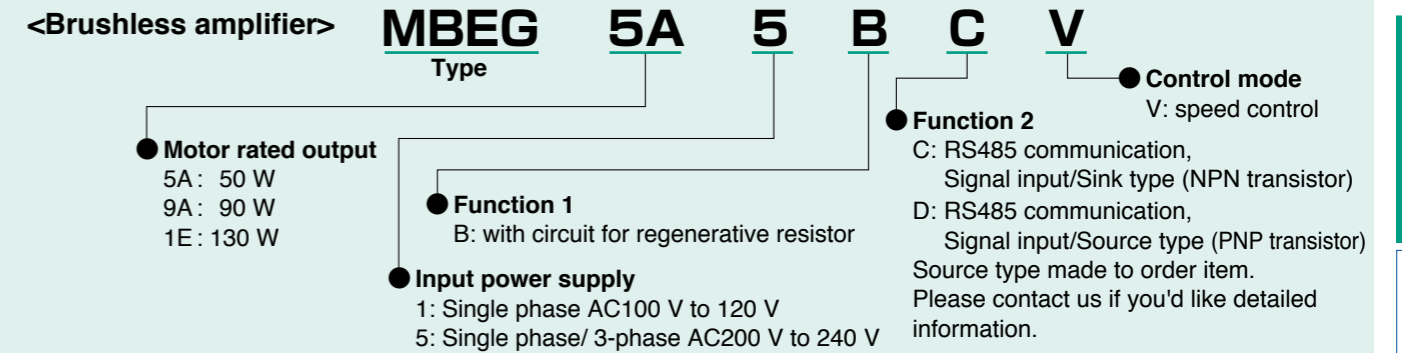 <Brushless amplifier> MBEG 5A 5 B C V
Type
Control mode
V: speed control
Function 2
C: RS485 communication,
Signal input/Sink type (NPN transistor)
D: RS485 communication,
Signal input/Source type (PNP transistor)
Source type made to order item.
Please contact us if you'd like detailed
information.
Motor rated output
5A: 50 W
9A: 90 W
1E: 130 W
Function 1
B: with circuit for regenerative resistor
Input power supply
1: Single phase AC100 V to 120 V
5: Single phase/ 3-phase AC200 V to 240 V